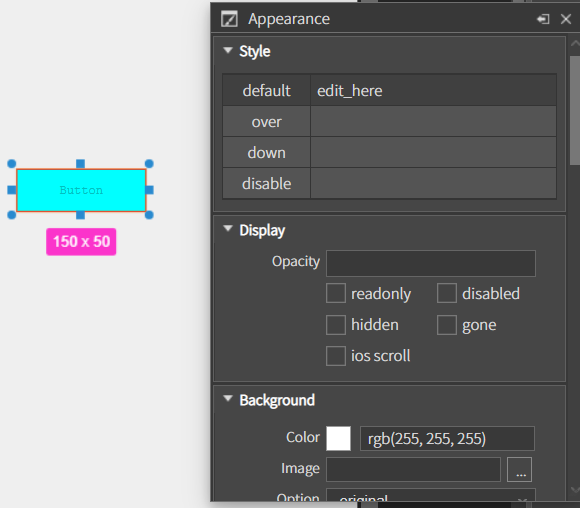 Appearance
Style
default edit_here
over
down
disable
Button
150 x 50
Display
Opacity
readonly disabled
hidden gone
ios scroll
Background
Color rgb(255, 255, 255)
Image ...
Option original